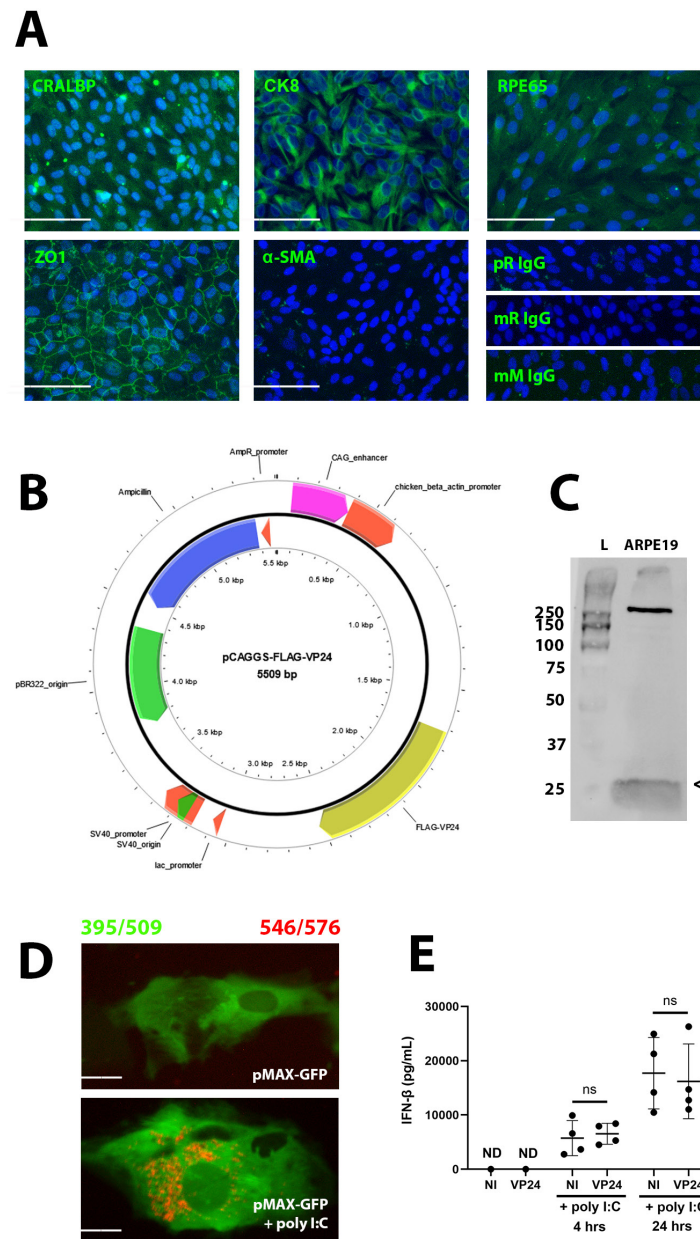 A
CRALBP
CK8
RPE65
ZO1
α-SMA
pR IgG
mR IgG
mM IgG
B
AmpR_promoter
CAG_enhancer
chicken_beta_actin_promoter
Ampicillin
5.5 kbp
5.0 kbp
0.5 kbp
4.5 kbp
1.0 kbp
pCAGGS-FLAG-VP24
5509 bp
pBR322_origin
4.0 kbp
1.5 kbp
3.5 kbp
2.0 kbp
3.0 kbp
2.5 kbp
FLAG-VP24
SV40_promoter
SV40_origin
lac_promoter
C
L ARPE19
250
150
100
75
50
37
25
<
D
395/509 546/576
pMAX-GFP
pMAX-GFP
+ poly I:C
E
IFN-β (pg/mL)
30000
20000
10000
0
ns
ns
ND ND
NI VP24 NI VP24 NI VP24
+ poly I:C + poly I:C
4 hrs 24 hrs